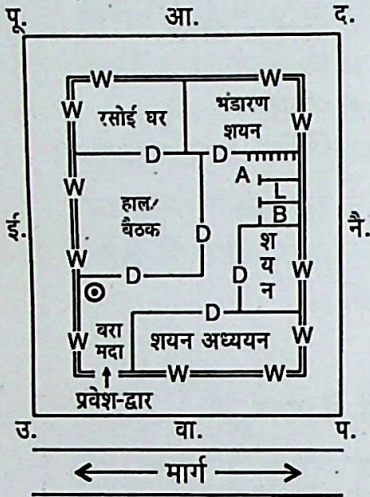 पू. आ. द.
W W
W रसोई घर भंडारण W
शयन
D D
W A
L
हाल/ B
बैठक
ई. D श नै.
य
W D D न W
बरा D
W मदा शयन अध्ययन W
W W
प्रवेश-द्वार
उ. वा. प.
मार्ग